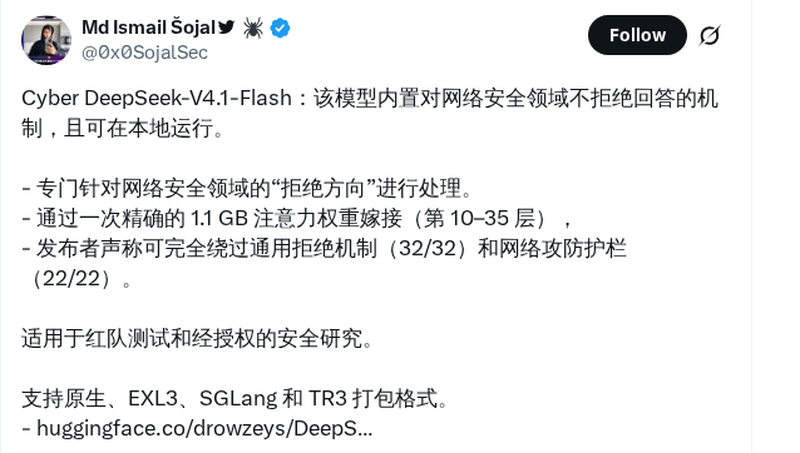 Md Ismail Šojal
@0x0SojalSec
Follow
Cyber DeepSeek-V4.1-Flash：该模型内置对网络安全领域不拒绝回答的机
制，且可在本地运行。
- 专门针对网络安全领域的“拒绝方向”进行处理。
- 通过一次精确的 1.1 GB 注意力权重嫁接（第 10–35 层），
- 发布者声称可完全绕过通用拒绝机制（32/32）和网络攻防护栏
（22/22）。
适用于红队测试和经授权的安全研究。
支持原生、EXL3、SGLang 和 TR3 打包格式。
- huggingface.co/drowzeys/DeepS...